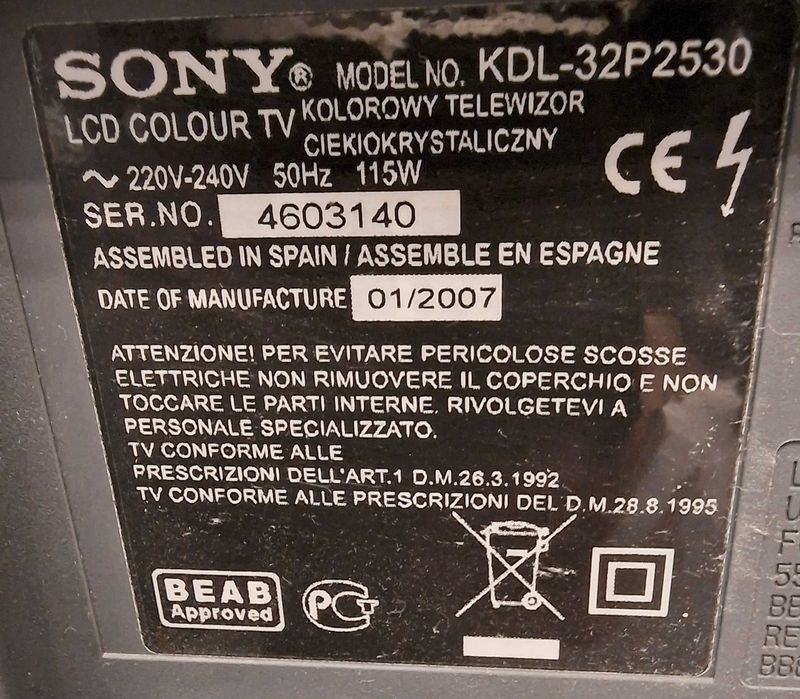 SONY® MODEL NO. KDL-32P2530
LCD COLOUR TV KOLOROWY TELEWIZOR
CIEKIOKRYSTALICZNY
~ 220V-240V 50Hz 115W
CE
SER.NO. 4603140
ASSEMBLED IN SPAIN / ASSEMBLE EN ESPAGNE
DATE OF MANUFACTURE 01/2007
ATTENZIONE! PER EVITARE PERICOLOSE SCOSSE
ELETTRICHE NON RIMUOVERE IL COPERCHIO E NON
TOCCARE LE PARTI INTERNE. RIVOLGETEVI A
PERSONALE SPECIALIZZATO.
TV CONFORME ALLE
PRESCRIZIONI DELL'ART.1 D.M.26.3.1992
TV CONFORME ALLE PRESCRIZIONI DEL D.M.28.8.1995
BEAB
Approved
РСТ